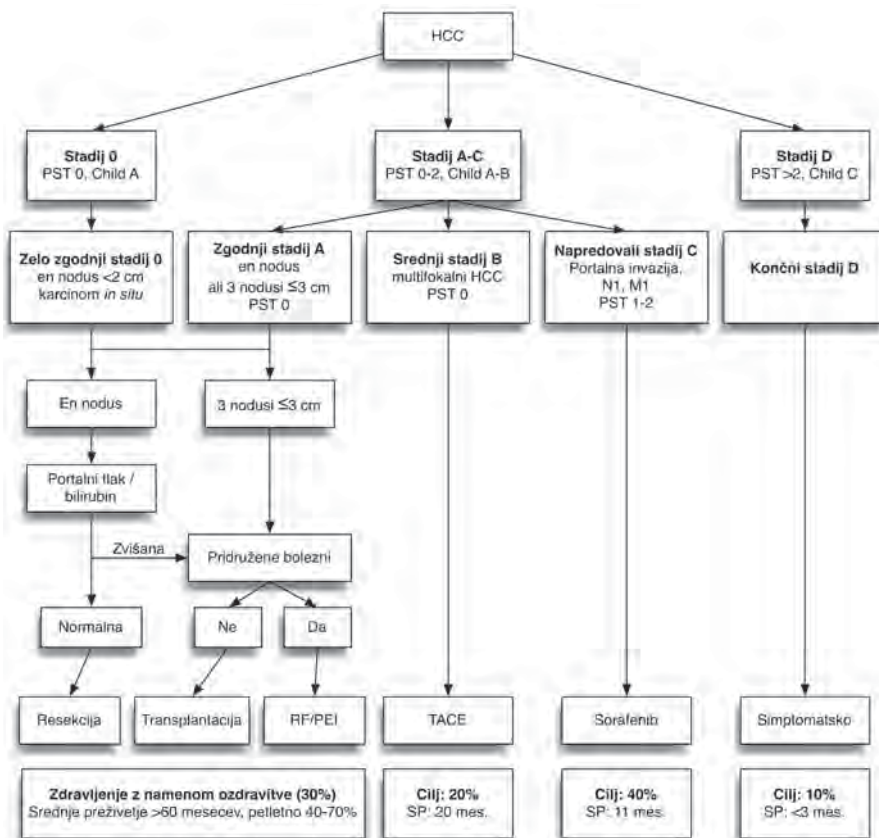 HCC
Stadij 0
PST 0, Child A
Stadij A-C
PST 0-2, Child A-B
Stadij D
PST >2, Child C
Zelo zgodnji stadij 0
en nodus <2 cm
karcinom in situ
Zgodnji stadij A
en nodus
ali 3 nodusi ≤3 cm
PST 0
Srednji stadij B
multifokalni HCC
PST 0
Napredovali stadij C
Portalna invazija,
N1, M1
PST 1-2
Končni stadij D
En nodus
3 nodusi ≤3 cm
Portalni tlak /
bilirubin
Zvišana
Pridružene bolezni
Normalna
Ne
Da
Resekcija
Transplantacija
RF/PEI
TACE
Sorafenib
Simptomatsko
Zdravljenje z namenom ozdravitve (30%)
Srednje preživetje >60 mesecev, petletno 40-70%
Cilj: 20%
SP: 20 mes.
Cilj: 40%
SP: 11 mes.
Cilj: 10%
SP: <3 mes.